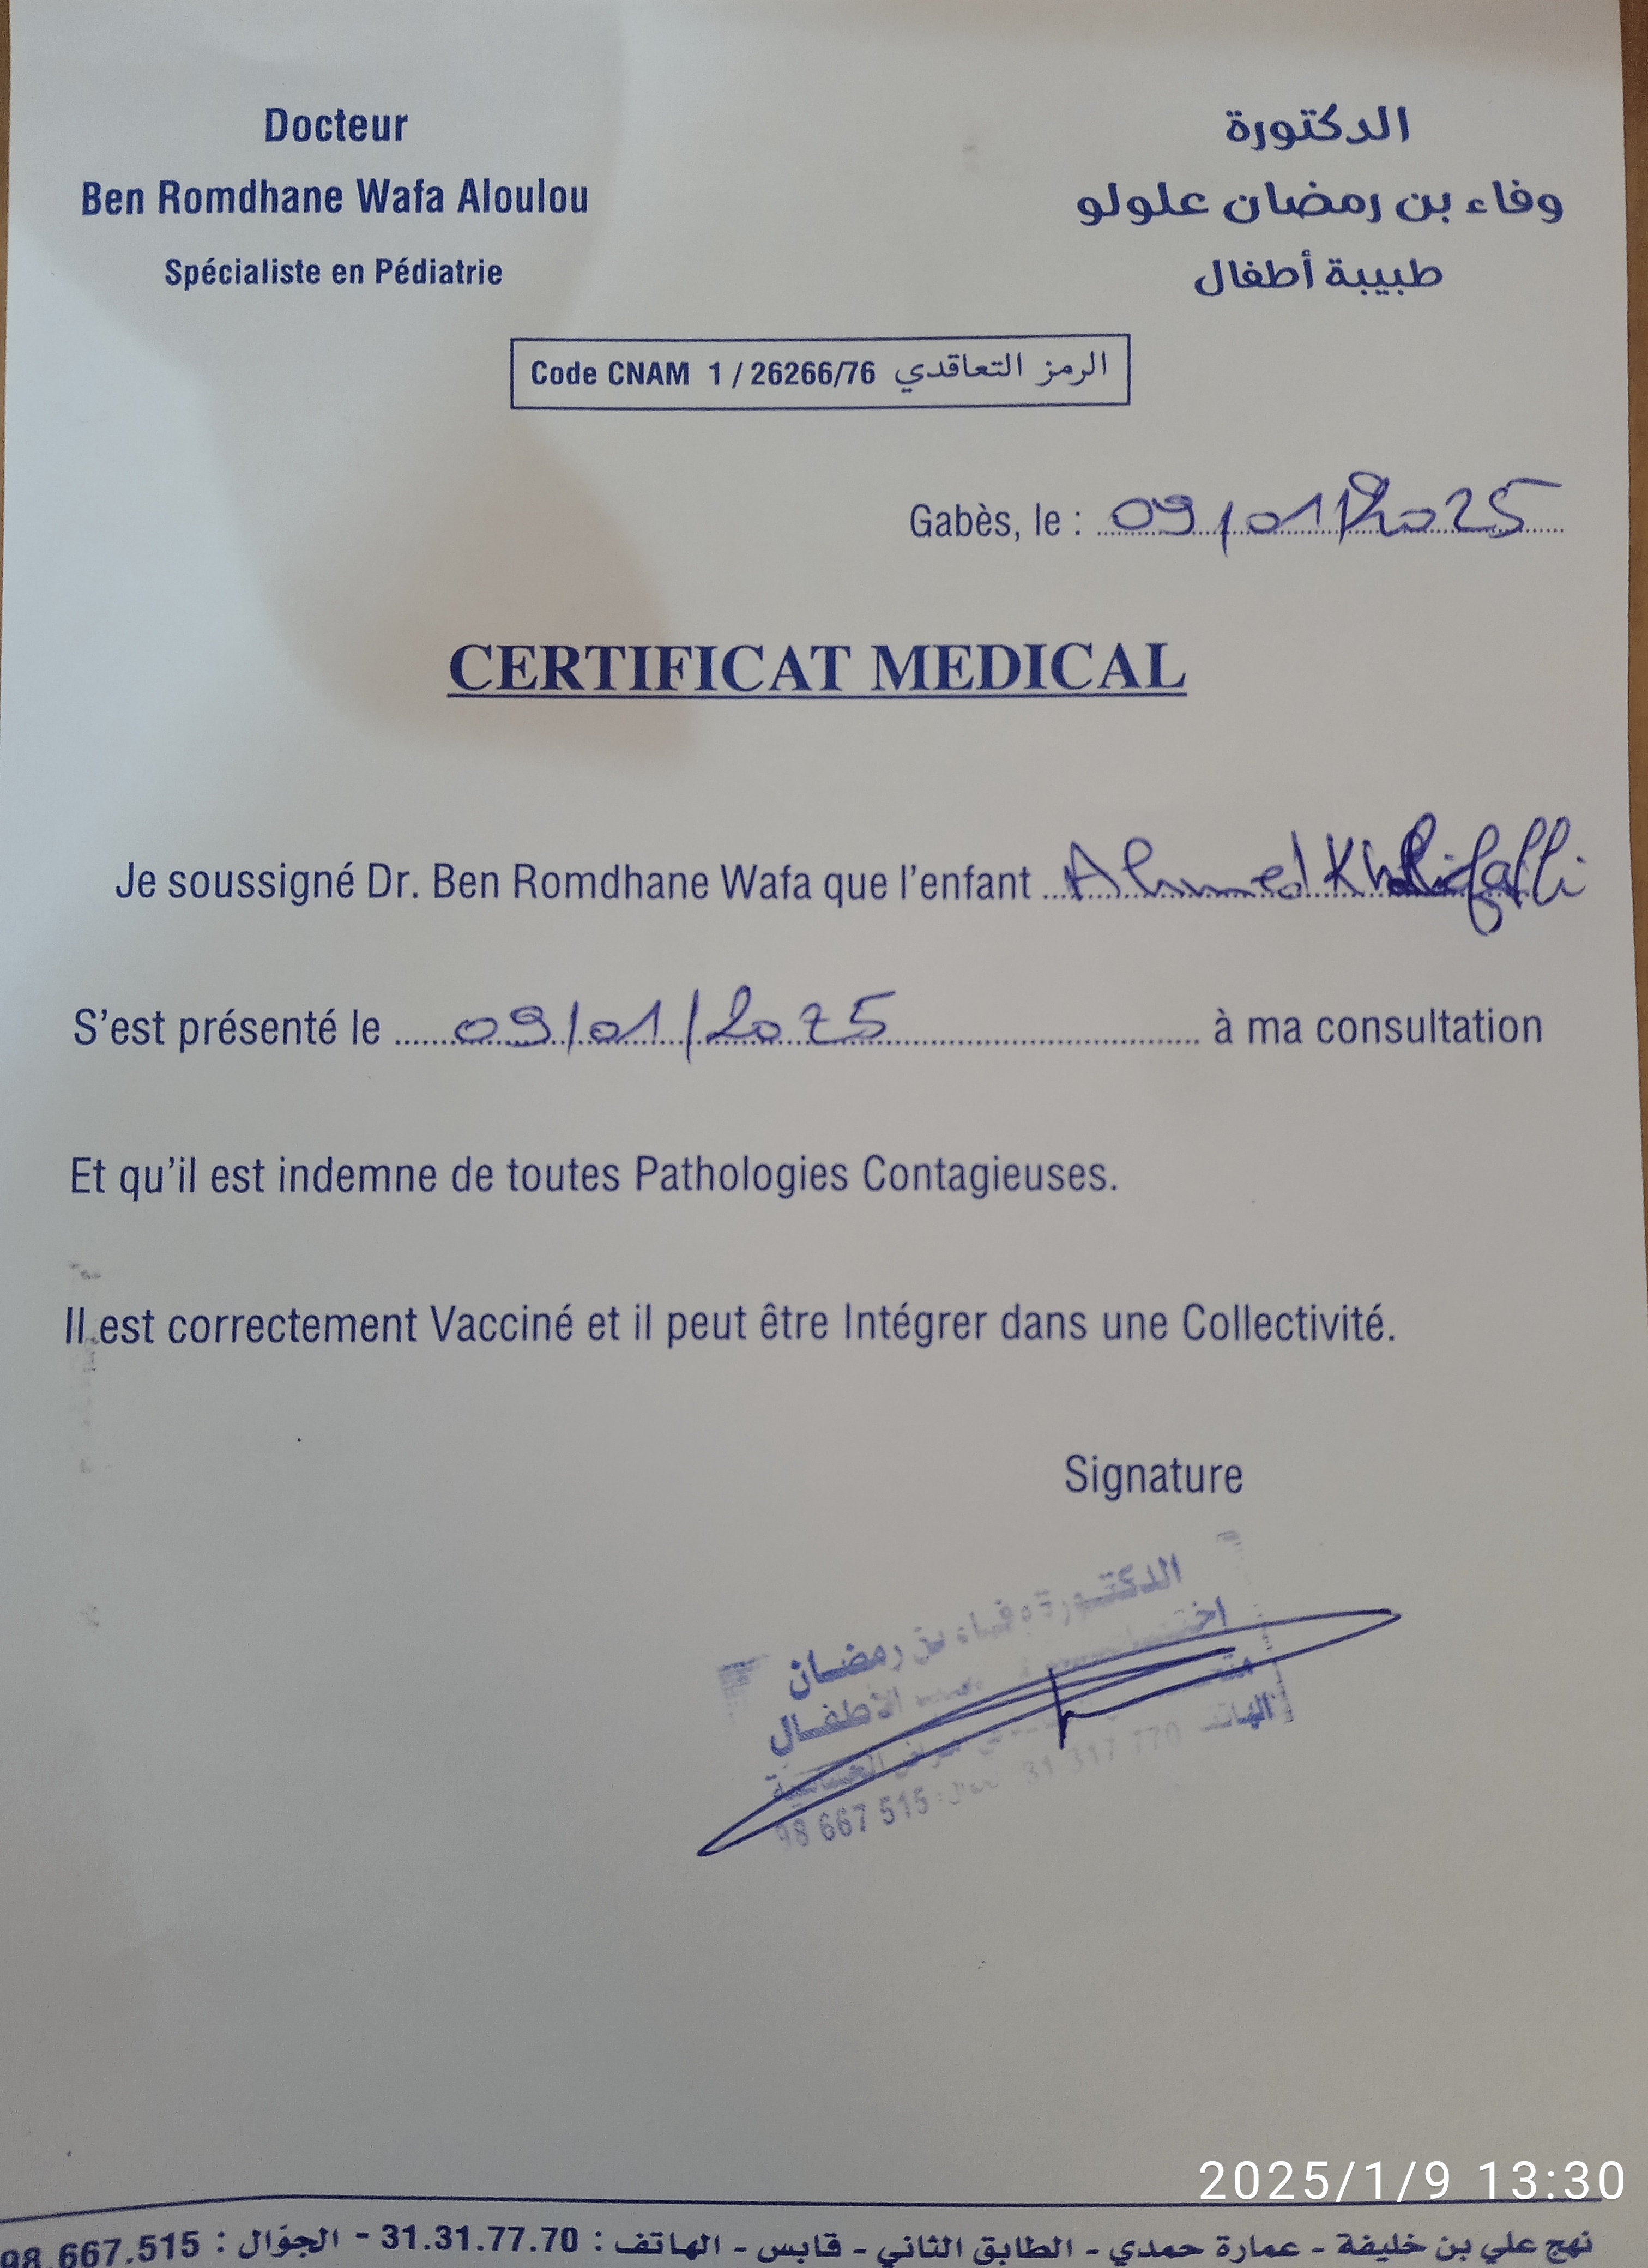 Docteur
Ben Romdhane Wafa Aloulou
Spécialiste en Pédiatrie
الدكتورة
وفاء بن رمضان علولو
طبيبة أطفال
Code CNAM 1 / 26266/76 الرمز التعاقدي
Gabès, le : 09/01/2025
CERTIFICAT MEDICAL
Je soussigné Dr. Ben Romdhane Wafa que l'enfant Ahmed
S'est présenté le 09/01/2025 à ma consultation
Et qu'il est indemne de toutes Pathologies Contagieuses.
Il est correctement Vacciné et il peut être Intégrer dans une Collectivité.
Signature
الدكتورة وفاء بن رمضان
الأطفال
الهاتف 31 317 770
98 667 515
2025/1/9 13:30
نهج علي بن خليفة - عمارة حمدي - الطابق الثاني - قابس - الهاتف : 31.31.77.70 - الجوّال : 98.667.515